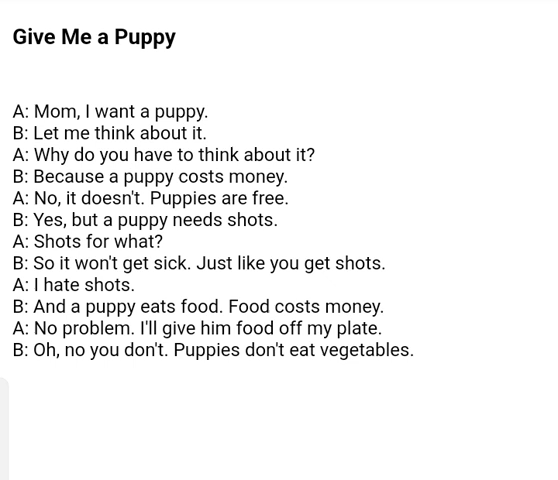 Give Me a Puppy
A: Mom, I want a puppy.
B: Let me think about it.
A: Why do you have to think about it?
B: Because a puppy costs money.
A: No, it doesn't. Puppies are free.
B: Yes, but a puppy needs shots.
A: Shots for what?
B: So it won't get sick. Just like you get shots.
A: I hate shots.
B: And a puppy eats food. Food costs money.
A: No problem. I'll give him food off my plate.
B: Oh, no you don't. Puppies don't eat vegetables.